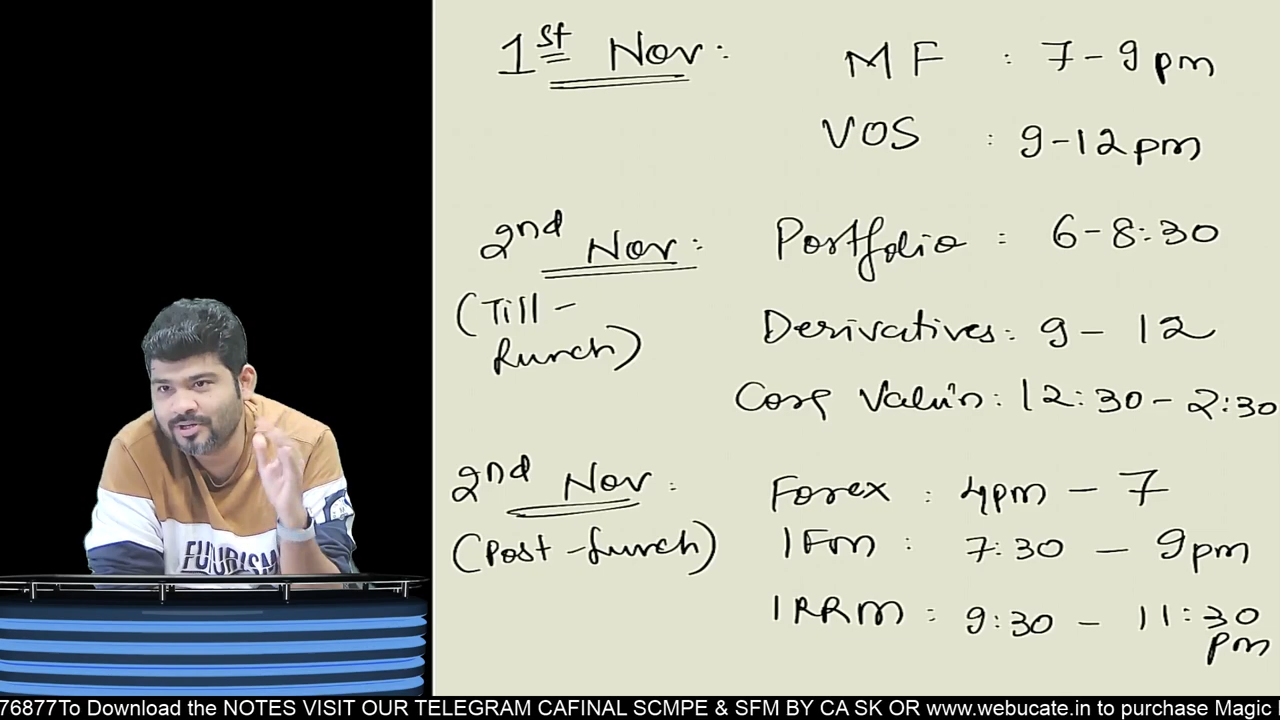 1st Nov: MF : 7-9pm
VOS : 9-12pm
2nd Nov: Portfolio : 6-8:30
(Till-
Lunch)
Derivatives: 9 - 12
Corp Valu'n: 12:30-2:30
2nd Nov: Forex : 4pm - 7
(Post-Lunch) IFM : 7:30 - 9pm
IRRM : 9:30 - 11:30
pm
FUTURISM
76877To Download the NOTES VISIT OUR TELEGRAM CAFINAL SCMPE & SFM BY CA SK OR www.webucate.in to purchase Magic